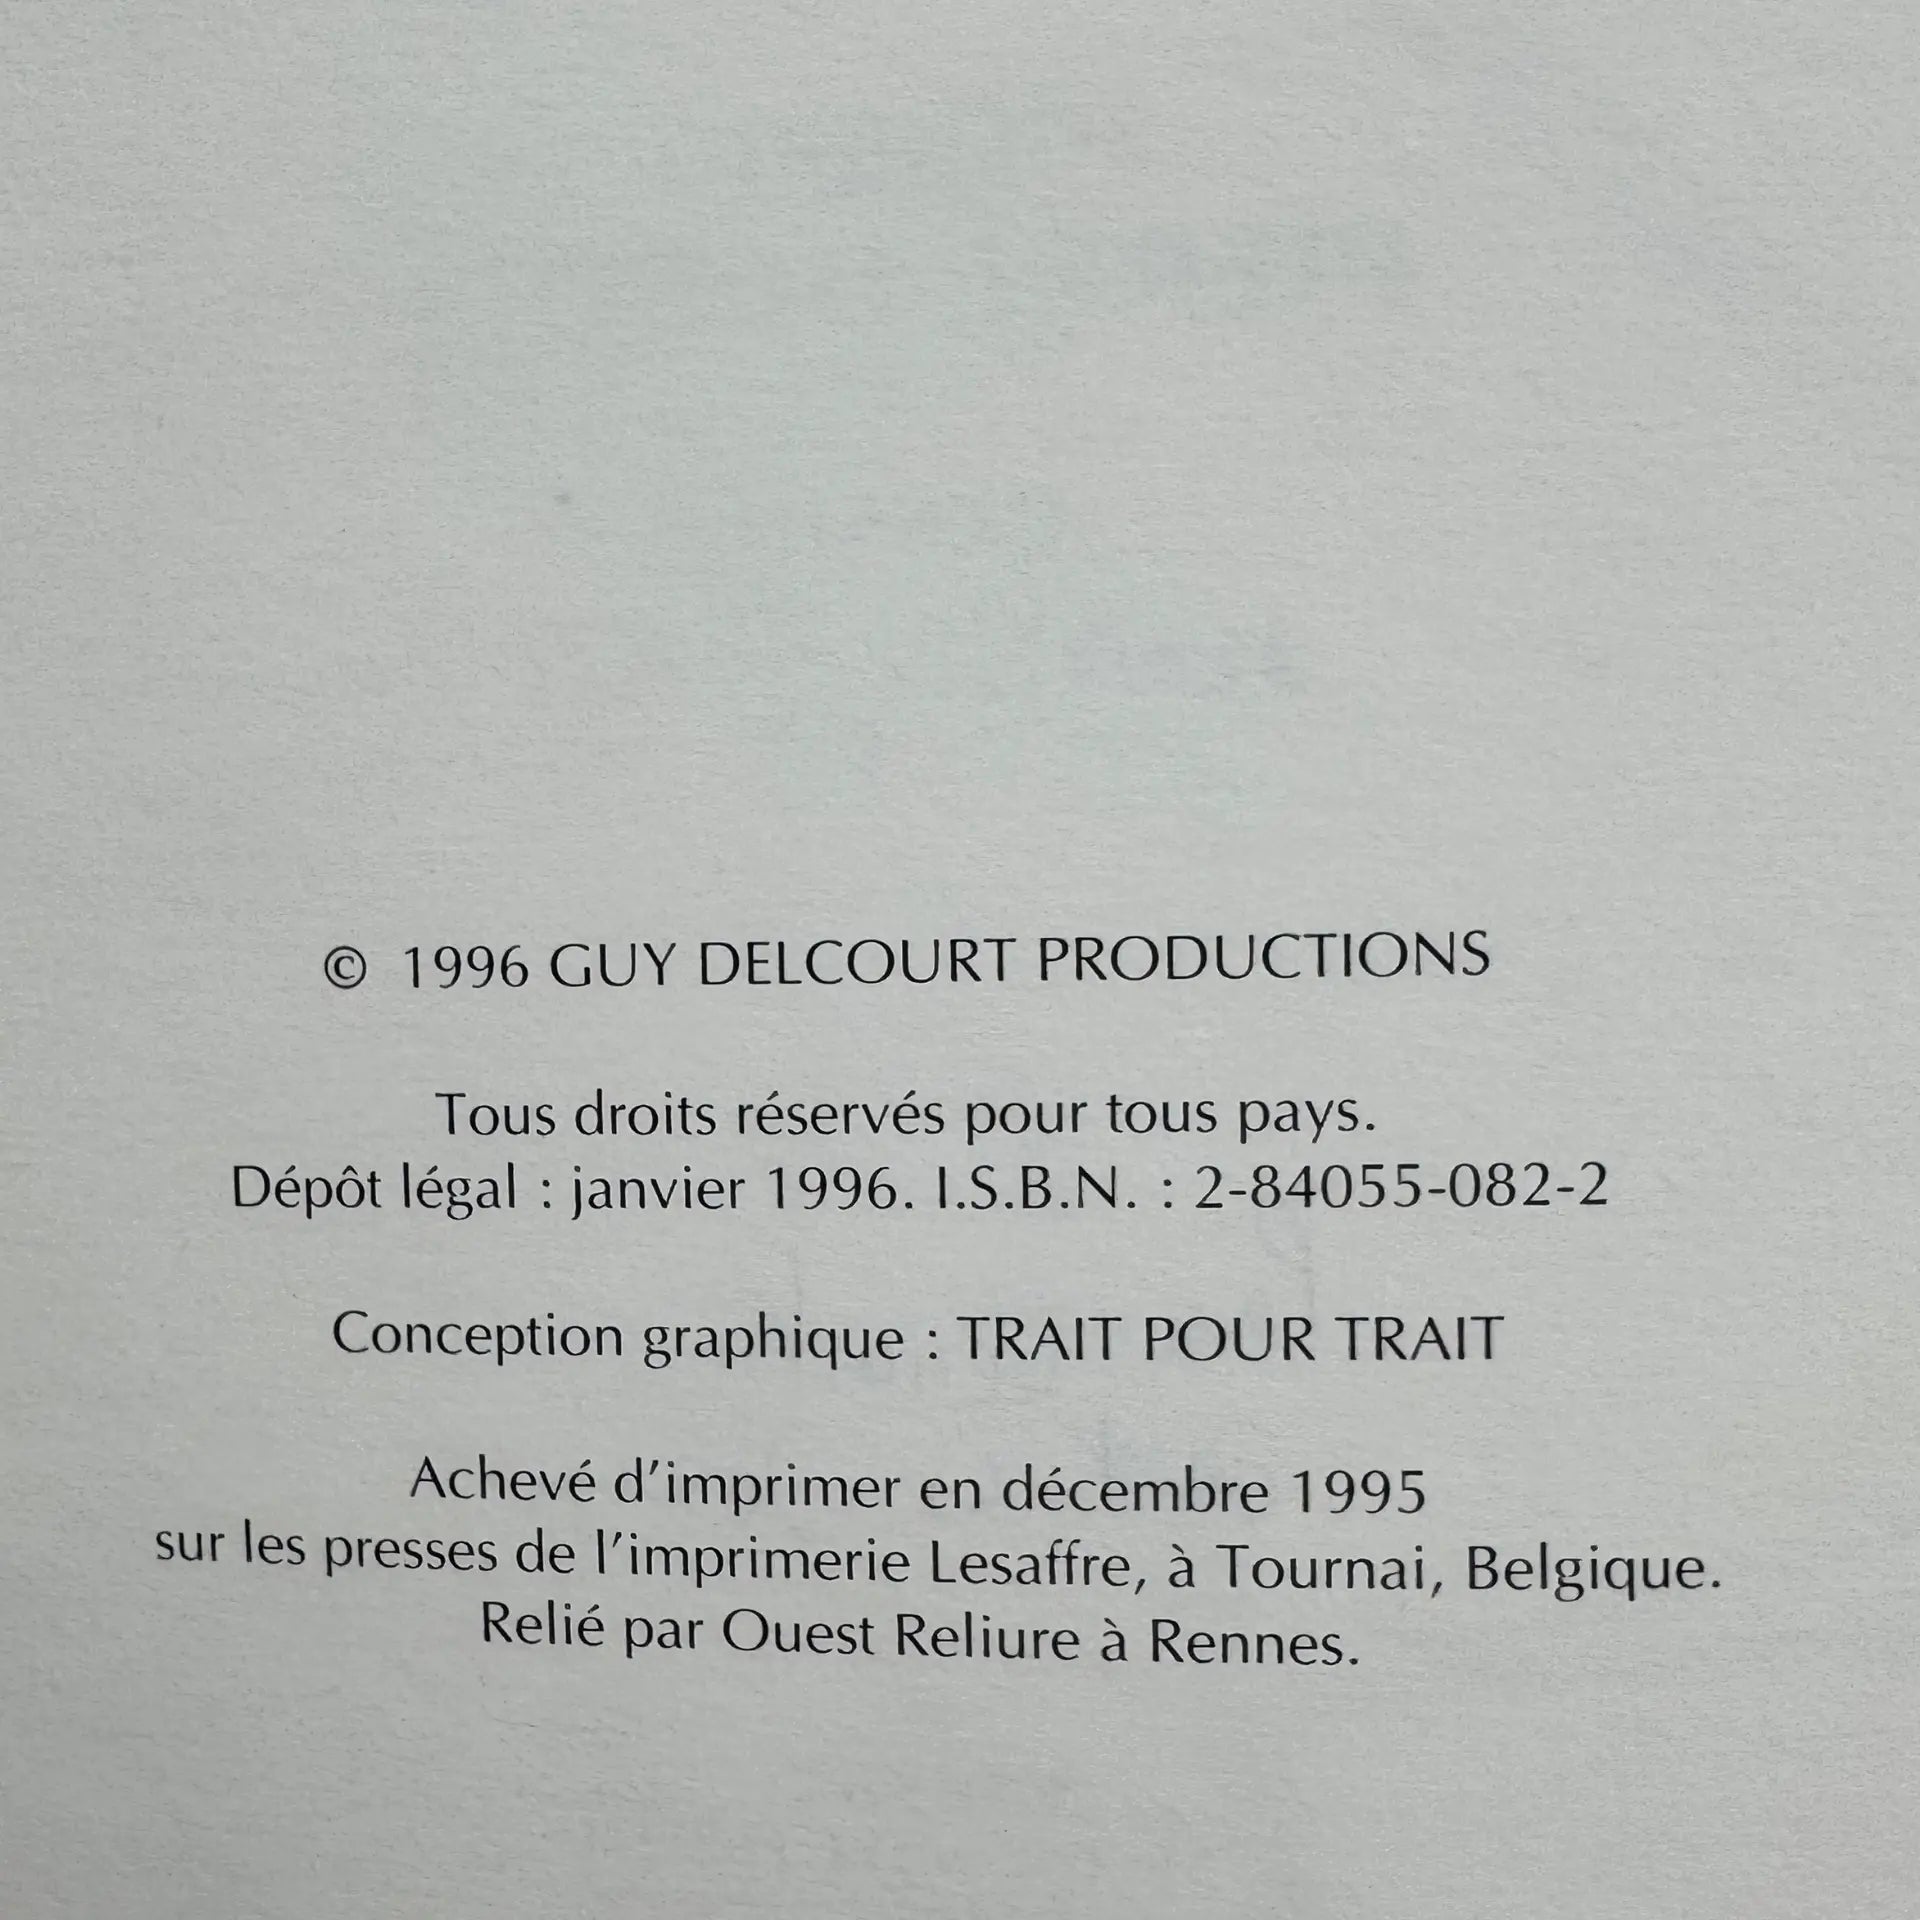 © 1996 GUY DELCOURT PRODUCTIONS
Tous droits réservés pour tous pays.
Dépôt légal : janvier 1996. I.S.B.N. : 2-84055-082-2
Conception graphique : TRAIT POUR TRAIT
Achevé d'imprimer en décembre 1995
sur les presses de l'imprimerie Lesaffre, à Tournai, Belgique.
Relié par Ouest Reliure à Rennes.